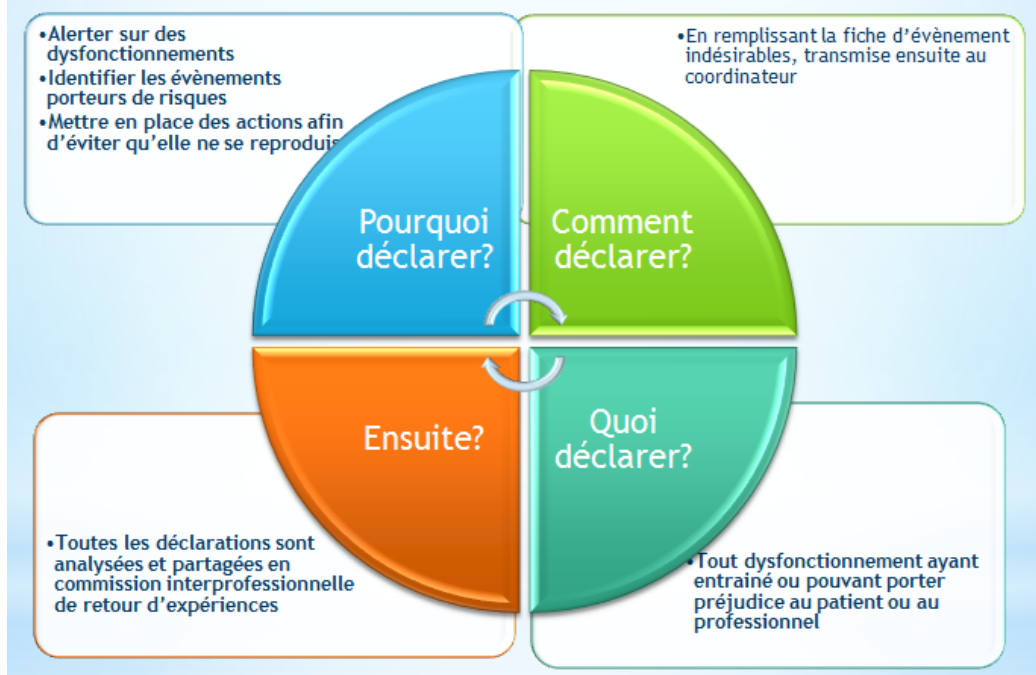 •Alerter sur des
dysfonctionnements
•Identifier les évènements
porteurs de risques
•Mettre en place des actions afin
d'éviter qu'elle ne se reproduis
•En remplissant la fiche d'évènement
indésirables, transmise ensuite au
coordinateur
Pourquoi
déclarer?
Comment
déclarer?
Ensuite?
Quoi
déclarer?
•Toutes les déclarations sont
analysées et partagées en
commission interprofessionnelle
de retour d'expériences
•Tout dysfonctionnement ayant
entrainé ou pouvant porter
préjudice au patient ou au
professionnel